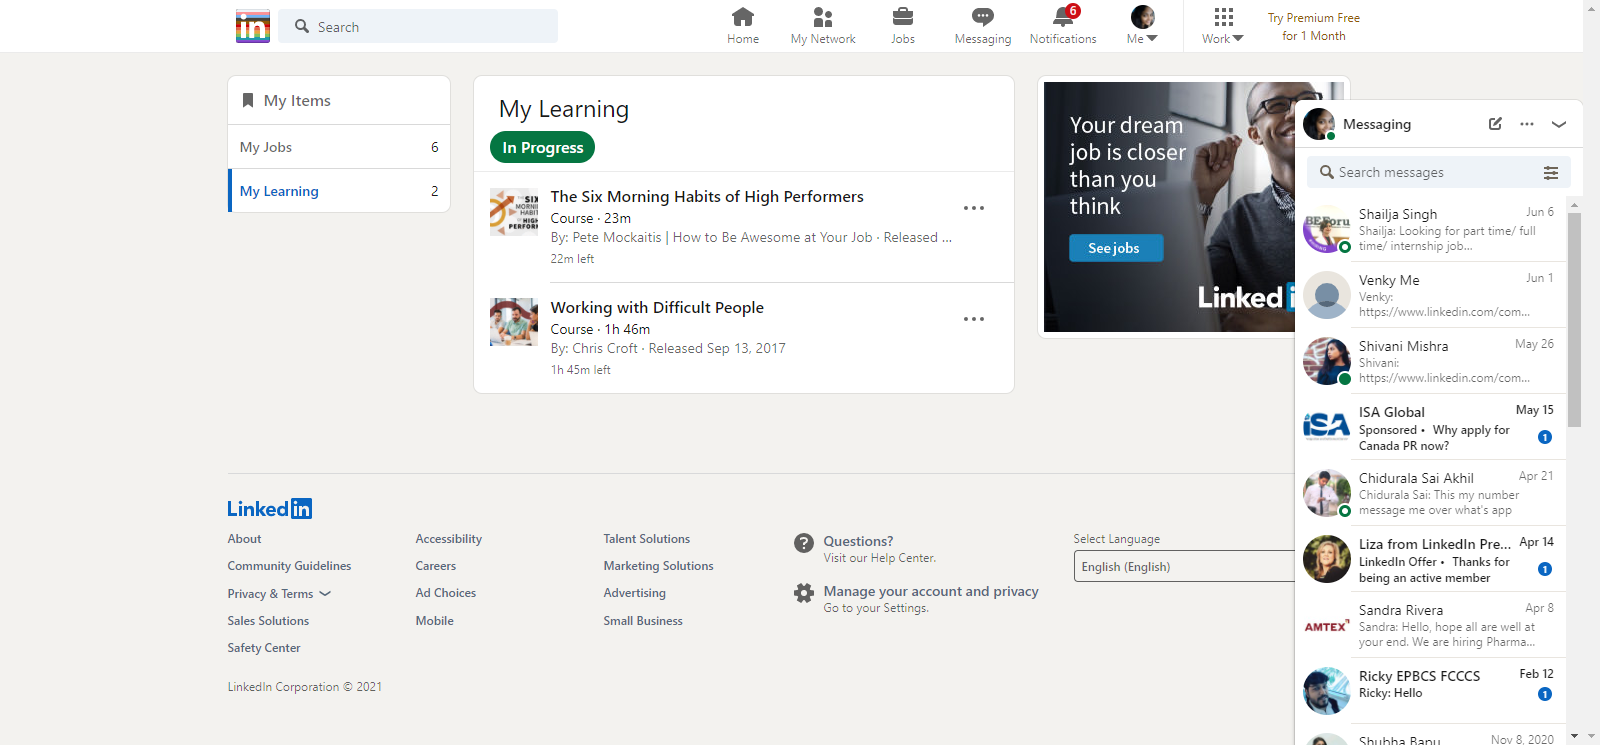 in
Search
Home
My Network
Jobs
Messaging
6
Notifications
Me
Work
Try Premium Free
for 1 Month
My Items
My Jobs 6
My Learning 2
My Learning
In Progress
The Six Morning Habits of High Performers
Course · 23m
By: Pete Mockaitis | How to Be Awesome at Your Job · Released ...
22m left
Working with Difficult People
Course · 1h 46m
By: Chris Croft · Released Sep 13, 2017
1h 45m left
Your dream
job is closer
than you
think
See jobs
Linked
Messaging
Search messages
Shailja Singh Jun 6
Shailja: Looking for part time/ full
time/ internship job...
Venky Me Jun 1
Venky:
https://www.linkedin.com/com...
Shivani Mishra May 26
Shivani:
https://www.linkedin.com/com...
ISA
ISA Global May 15
Sponsored • Why apply for
Canada PR now? 1
Chidurala Sai Akhil Apr 21
Chidurala Sai: This my number
message me over what's app
Liza from LinkedIn Pre... Apr 14
LinkedIn Offer • Thanks for
being an active member 1
AMTEX
Sandra Rivera Apr 8
Sandra: Hello, hope all are well at
your end. We are hiring Pharma...
Ricky EPBCS FCCCS Feb 12
Ricky: Hello 1
Shubha Bapu Nov 8, 2020
LinkedIn
About
Community Guidelines
Privacy & Terms
Sales Solutions
Safety Center
Accessibility
Careers
Ad Choices
Mobile
Talent Solutions
Marketing Solutions
Advertising
Small Business
Questions?
Visit our Help Center.
Manage your account and privacy
Go to your Settings.
Select Language
English (English)
LinkedIn Corporation © 2021